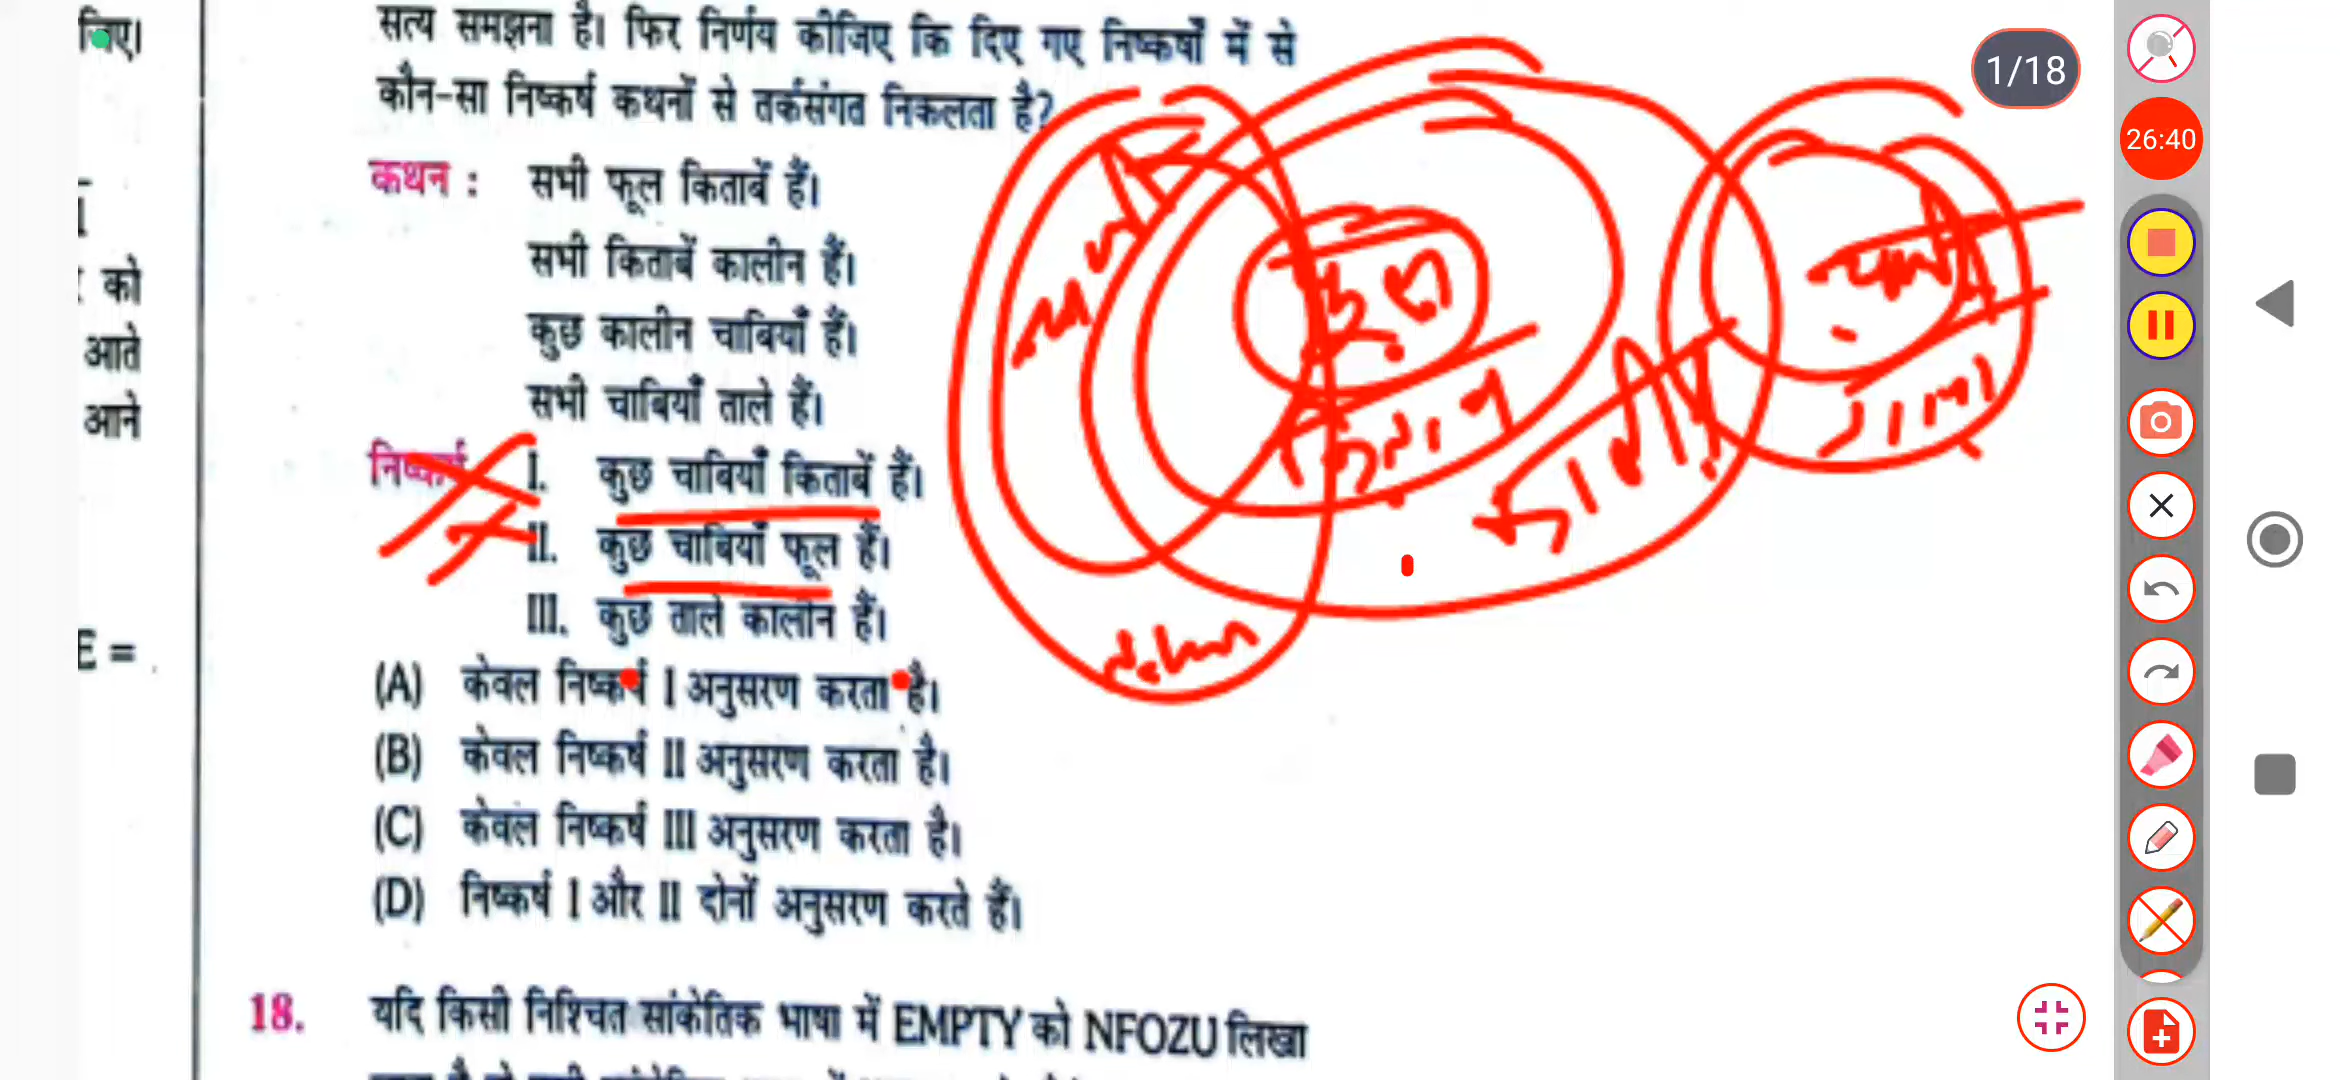 जिए।
सत्य समझना है। फिर निर्णय कीजिए कि दिए गए निष्कर्षों में से
कौन-सा निष्कर्ष कथनों से तर्कसंगत निकलता है?
कथन : सभी फूल किताबें हैं।
सभी किताबें कालीन हैं।
कुछ कालीन चाबियाँ हैं।
सभी चाबियाँ ताले हैं।
निष्कर्ष I. कुछ चाबियाँ किताबें हैं।
II. कुछ चाबियाँ फूल हैं।
III. कुछ ताले कालीन हैं।
(A) केवल निष्कर्ष I अनुसरण करता है।
(B) केवल निष्कर्ष II अनुसरण करता है।
(C) केवल निष्कर्ष III अनुसरण करता है।
(D) निष्कर्ष I और II दोनों अनुसरण करते हैं।
18. यदि किसी निश्चित सांकेतिक भाषा में EMPTY को NFOZU लिखा
को
आते
आने
E =
1/18
26:40